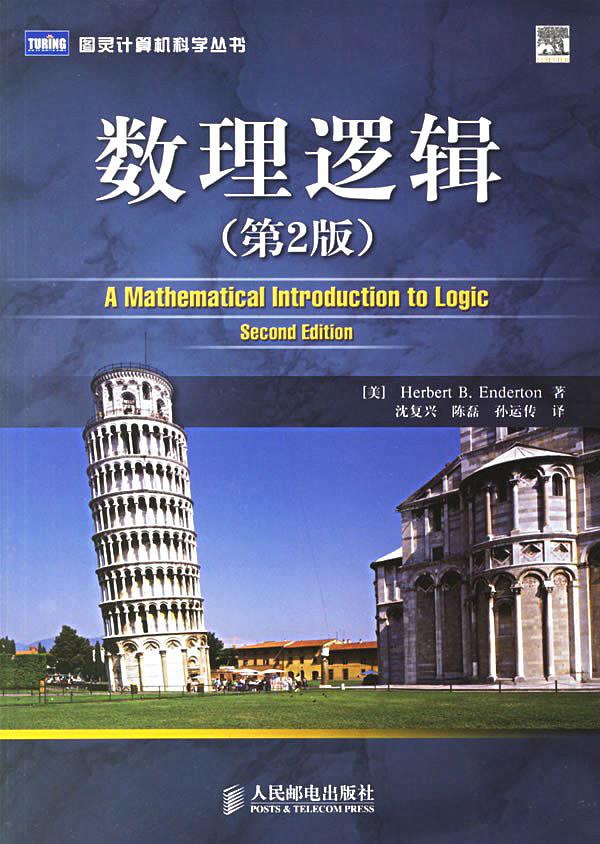 TURING 图灵计算机科学丛书
ELSEVIER
数理逻辑
（第2版）
A Mathematical Introduction to Logic
Second Edition
［美］ Herbert B. Enderton 著
沈复兴 陈磊 孙运传 译
人民邮电出版社
POSTS & TELECOM PRESS